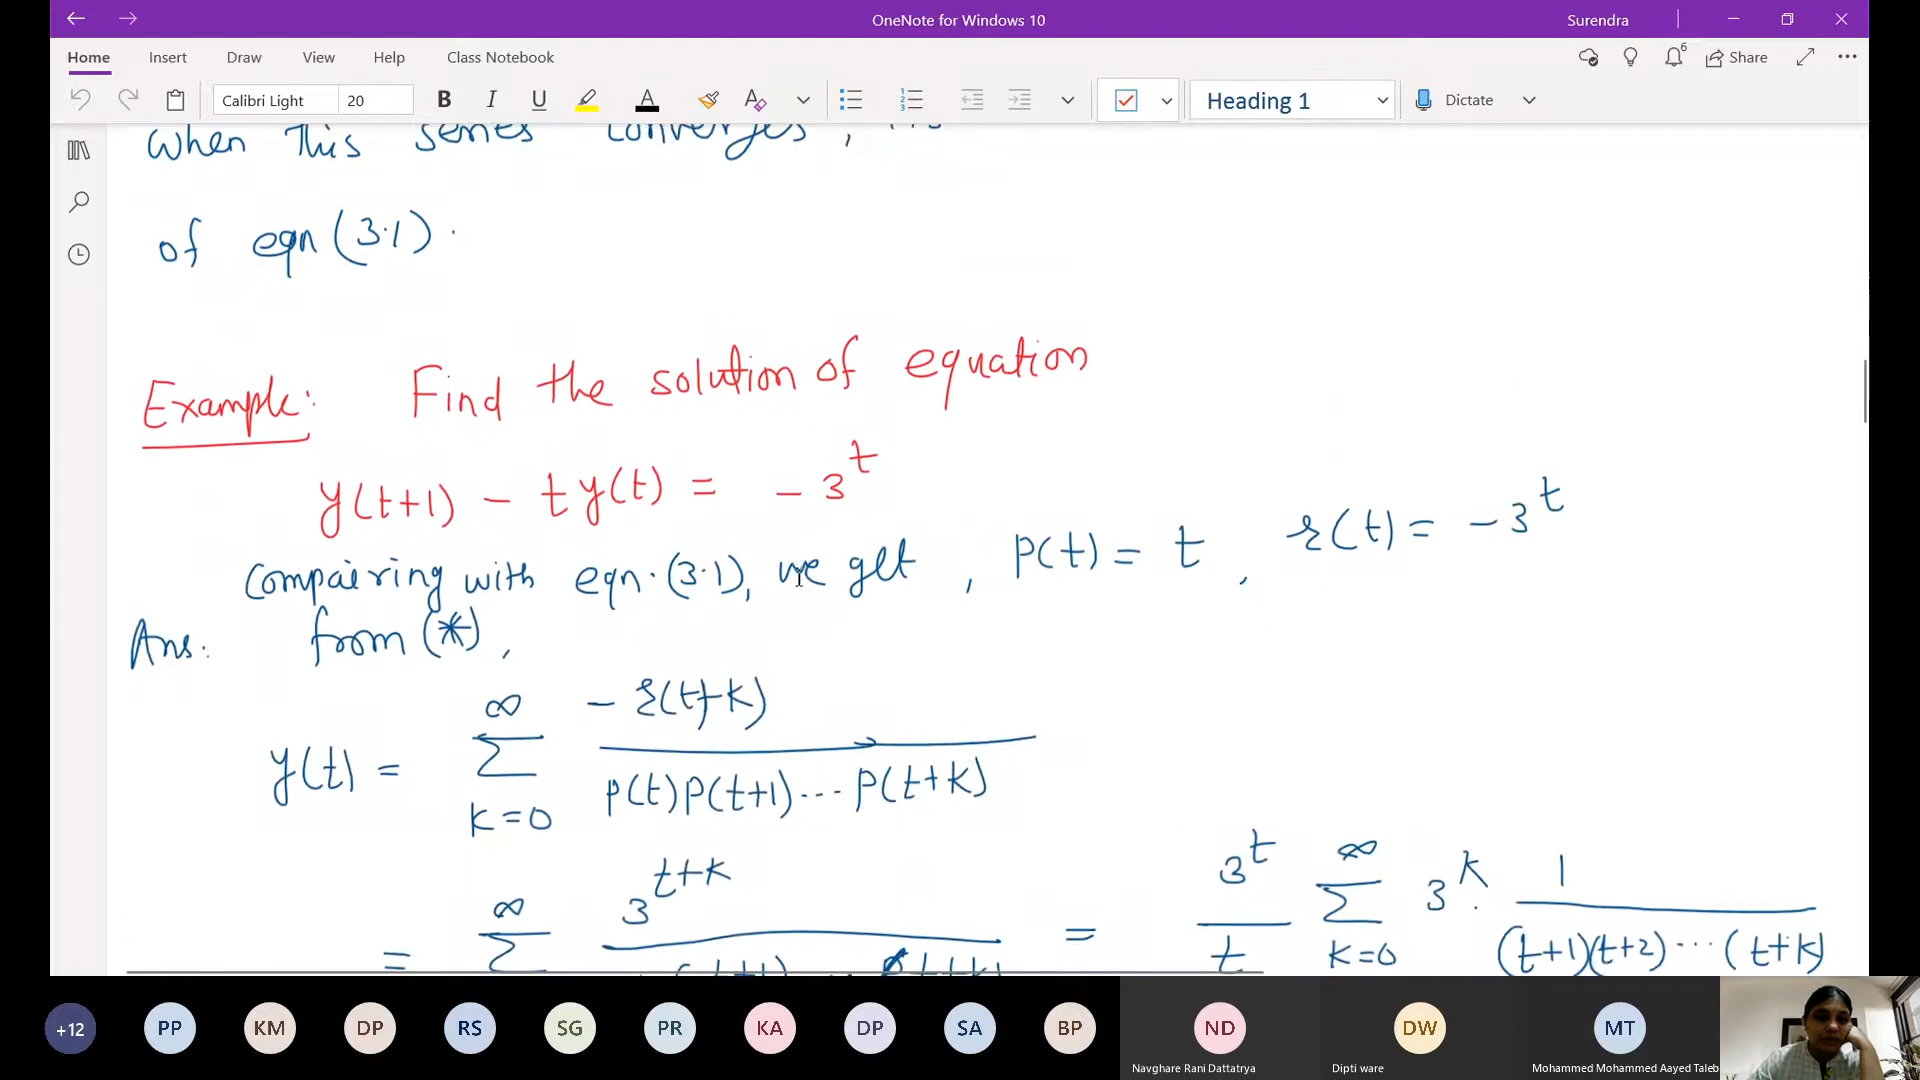 OneNote for Windows 10
Surendra
Home Insert Draw View Help Class Notebook
6
Share
Calibri Light 20 B I U A Heading 1 Dictate
When this series converges,
of eqn (3.1).
Example: Find the solution of equation
y(t+1) - t y(t) = - 3^t
Compairing with eqn. (3.1), we get, P(t) = t, r(t) = - 3^t
Ans. from (*),
y(t) = ∑_{k=0}^{∞} - r(t+k) / P(t)P(t+1)... P(t+k)
= ∑^{∞} 3^{t+k} / (t+1) ... (t+k) = 3^t / t ∑_{k=0}^{∞} 3^k . 1 / (t+1)(t+2)...(t+k)
+12 PP KM DP RS SG PR KA DP SA BP ND DW MT
Navghare Rani Dattatrya Dipti ware Mohammed Mohammed Aayed Taleb